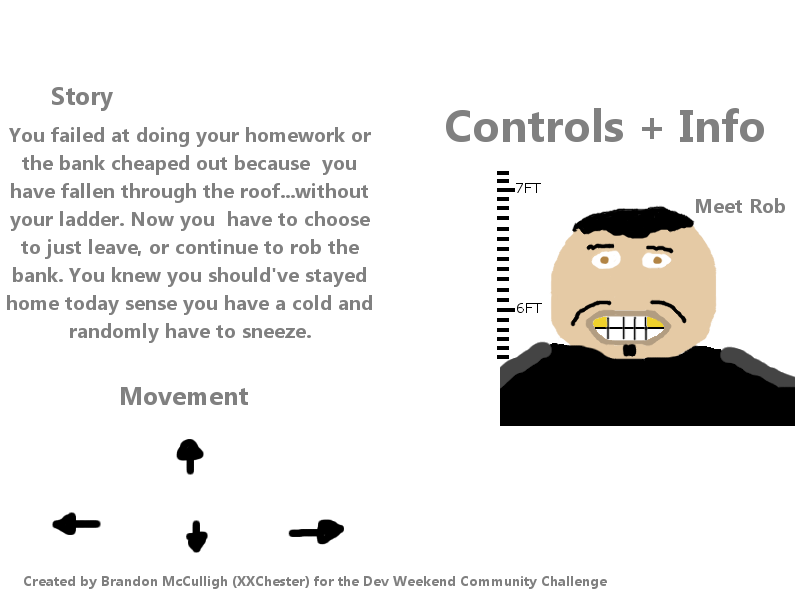 Story
You failed at doing your homework or
the bank cheaped out because  you
have fallen through the roof...without
your ladder. Now you  have to choose
to just leave, or continue to rob the
bank. You knew you should've stayed
home today sense you have a cold and
randomly have to sneeze.
Movement
Controls + Info
7FT
Meet Rob
6FT
Created by Brandon McCulligh (XXChester) for the Dev Weekend Community Challenge